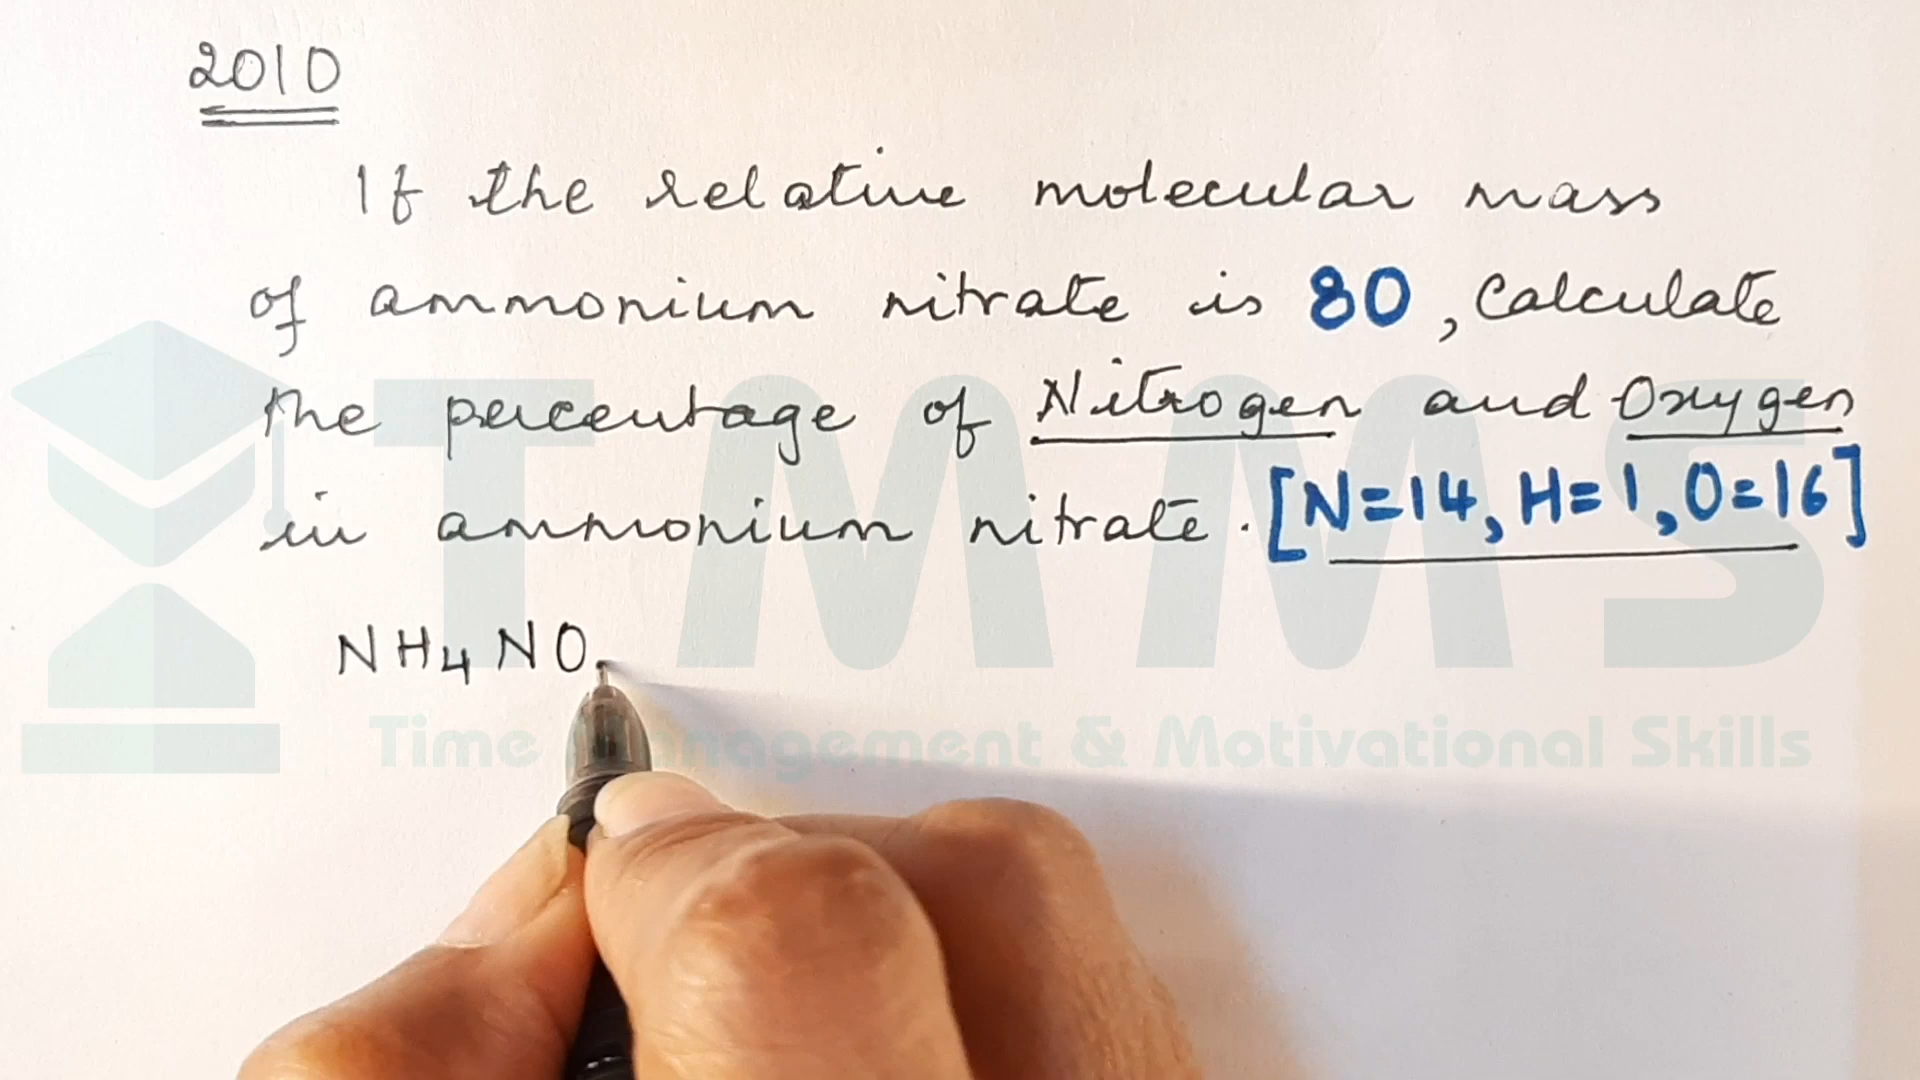 2010
If the relative molecular mass
of ammonium nitrate is 80, Calculate
the percentage of Nitrogen and Oxygen
in ammonium nitrate. [N=14, H=1, O=16]
NH4NO
TMMS
Time Management & Motivational Skills